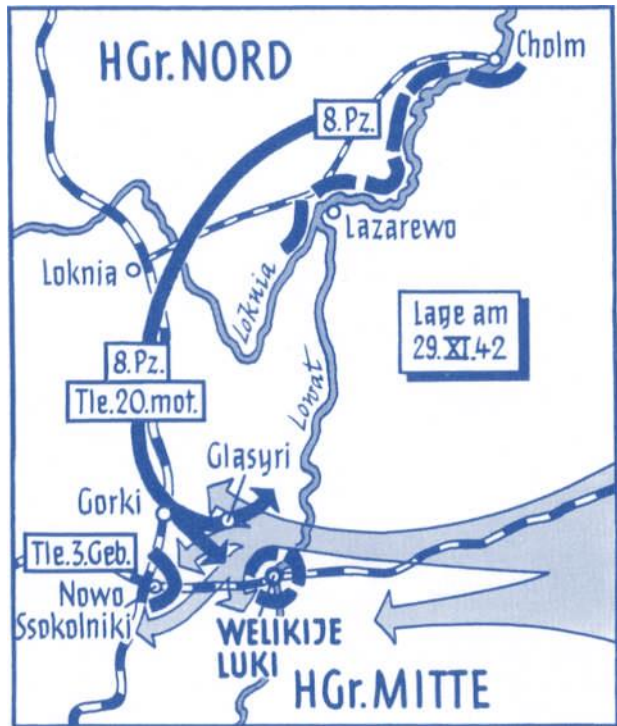 HGr. NORD
Cholm
8. Pz.
Lazarewo
Loknia
Loknia
Lage am
29. XI. 42
8. Pz.
Tle. 20. mot.
Lowat
Glasyri
Gorki
Tle. 3. Geb.
Nowo
Ssokolniki
WELIKIJE
LUKI
HGr. MITTE